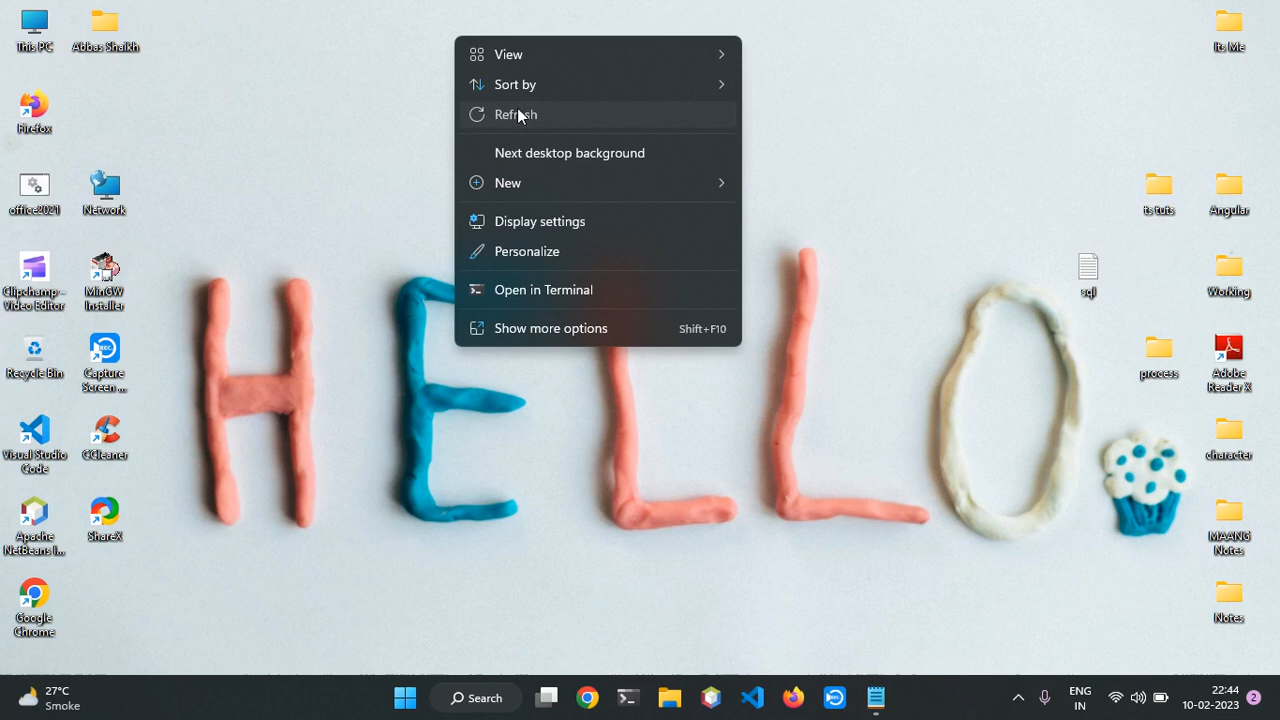 This PC
Abbas Shaikh
Firefox
office2021
Network
Clipchamp - Video Editor
MinGW Installer
Recycle Bin
Capture Screen ...
Visual Studio Code
CCleaner
Apache NetBeans I...
ShareX
Google Chrome
View
Sort by
Refresh
Next desktop background
New
Display settings
Personalize
Open in Terminal
Show more options Shift+F10
HELLO
Its Me
ts tuts
Angular
sql
Working
process
Adobe Reader X
character
MAANG Notes
Notes
27°C
Smoke
Search
REC
ENG
IN
22:44
10-02-2023
2